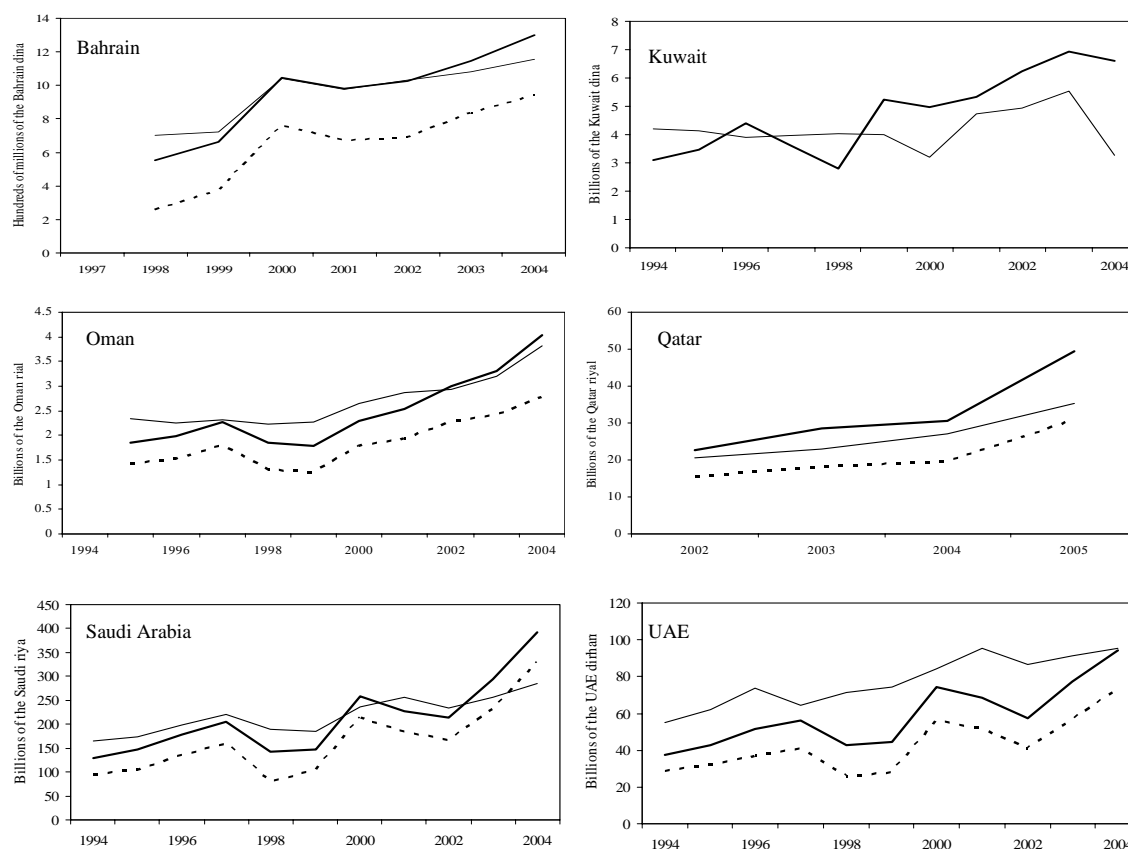 Bahrain
Hundreds of millions of the Bahrain dina
14
12
10
8
6
4
2
0
1997 1998 1999 2000 2001 2002 2003 2004
Kuwait
Billions of the Kuwait dina
8
7
6
5
4
3
2
1
0
1994 1996 1998 2000 2002 2004
Oman
Billions of the Oman rial
4.5
4
3.5
3
2.5
2
1.5
1
0.5
0
1994 1996 1998 2000 2002 2004
Qatar
Billions of the Qatar riyal
60
50
40
30
20
10
0
2002 2003 2004 2005
Saudi Arabia
Billions of the Saudi riya
450
400
350
300
250
200
150
100
50
0
1994 1996 1998 2000 2002 2004
UAE
Billions of the UAE dirhan
120
100
80
60
40
20
0
1994 1996 1998 2000 2002 2004